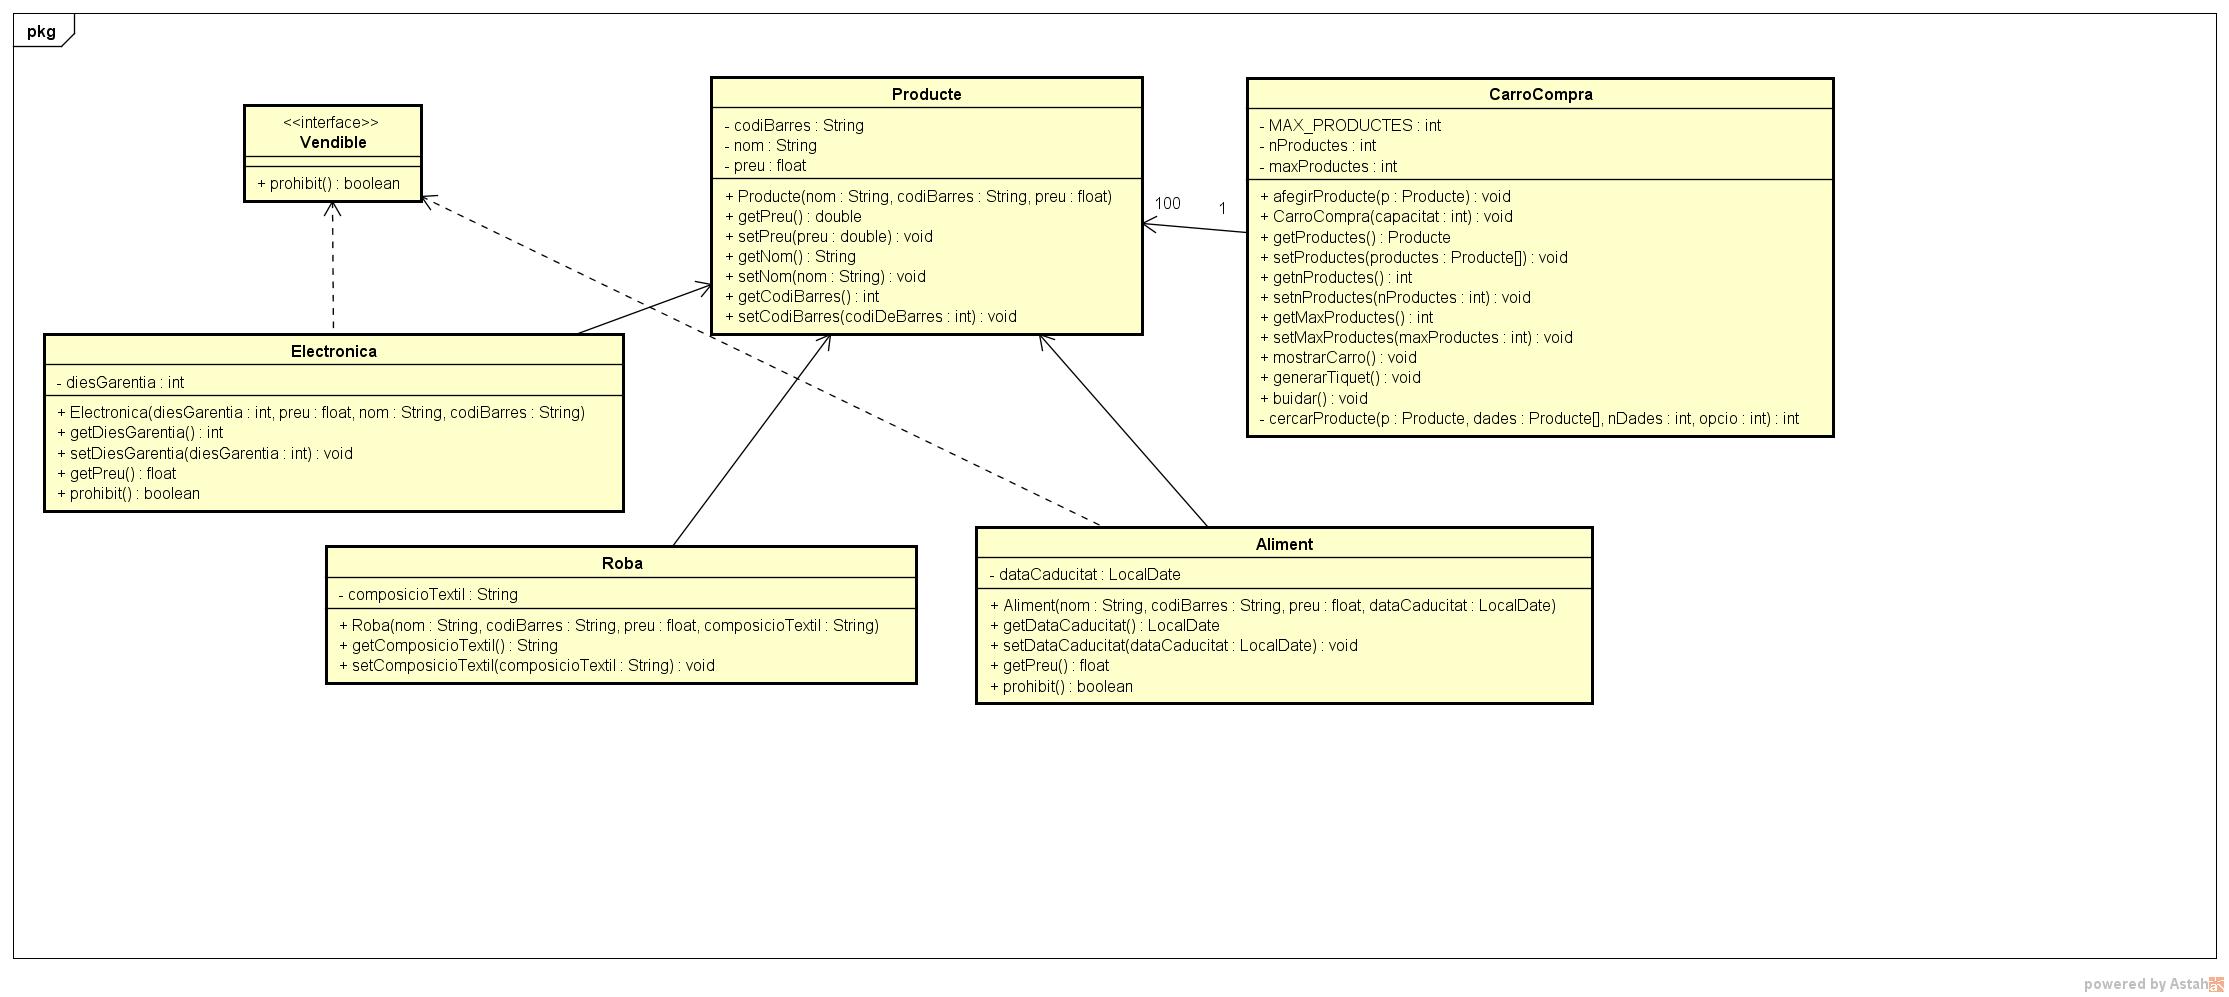 pkg
<<interface>>
Vendible
+ prohibit() : boolean
Producte
- codiBarres : String
- nom : String
- preu : float
+ Producte(nom : String, codiBarres : String, preu : float)
+ getPreu() : double
+ setPreu(preu : double) : void
+ getNom() : String
+ setNom(nom : String) : void
+ getCodiBarres() : int
+ setCodiBarres(codiDeBarres : int) : void
100
1
CarroCompra
- MAX_PRODUCTES : int
- nProductes : int
- maxProductes : int
+ afegirProducte(p : Producte) : void
+ CarroCompra(capacitat : int) : void
+ getProductes() : Producte
+ setProductes(productes : Producte[]) : void
+ getnProductes() : int
+ setnProductes(nProductes : int) : void
+ getMaxProductes() : int
+ setMaxProductes(maxProductes : int) : void
+ mostrarCarro() : void
+ generarTiquet() : void
+ buidar() : void
- cercarProducte(p : Producte, dades : Producte[], nDades : int, opcio : int) : int
Electronica
- diesGarentia : int
+ Electronica(diesGarentia : int, preu : float, nom : String, codiBarres : String)
+ getDiesGarentia() : int
+ setDiesGarentia(diesGarentia : int) : void
+ getPreu() : float
+ prohibit() : boolean
Roba
- composicioTextil : String
+ Roba(nom : String, codiBarres : String, preu : float, composicioTextil : String)
+ getComposicioTextil() : String
+ setComposicioTextil(composicioTextil : String) : void
Aliment
- dataCaducitat : LocalDate
+ Aliment(nom : String, codiBarres : String, preu : float, dataCaducitat : LocalDate)
+ getDataCaducitat() : LocalDate
+ setDataCaducitat(dataCaducitat : LocalDate) : void
+ getPreu() : float
+ prohibit() : boolean
powered by Astah